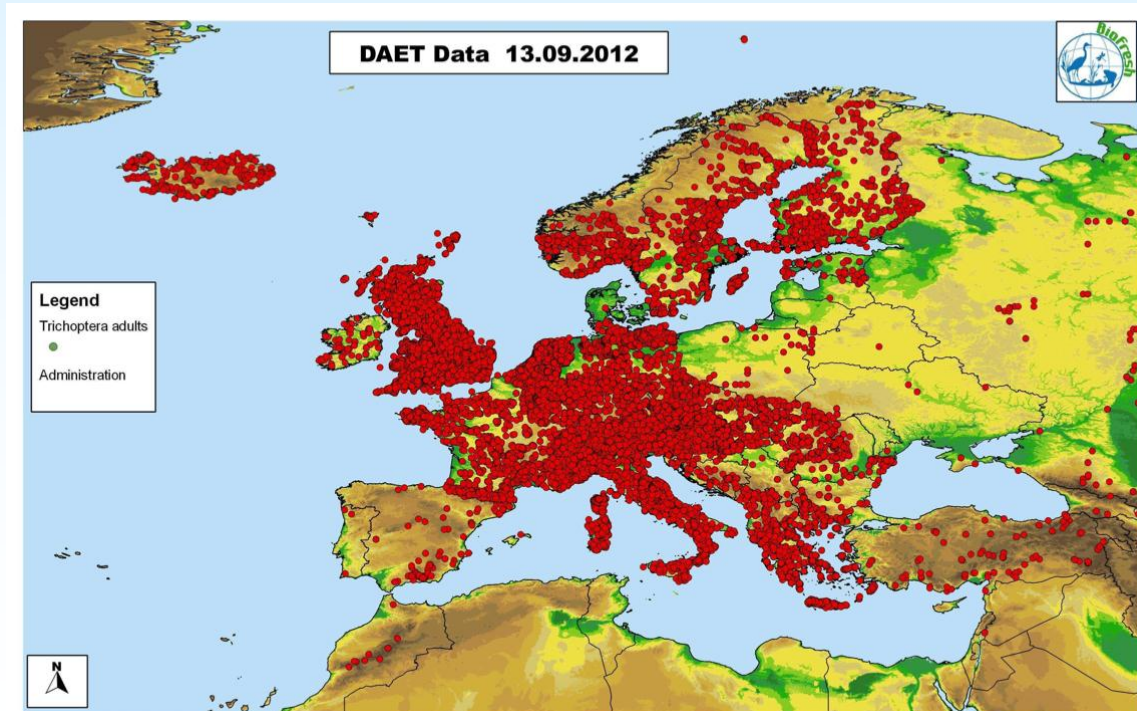 DAET Data 13.09.2012
BioFresh
Legend
Trichoptera adults
Administration
N